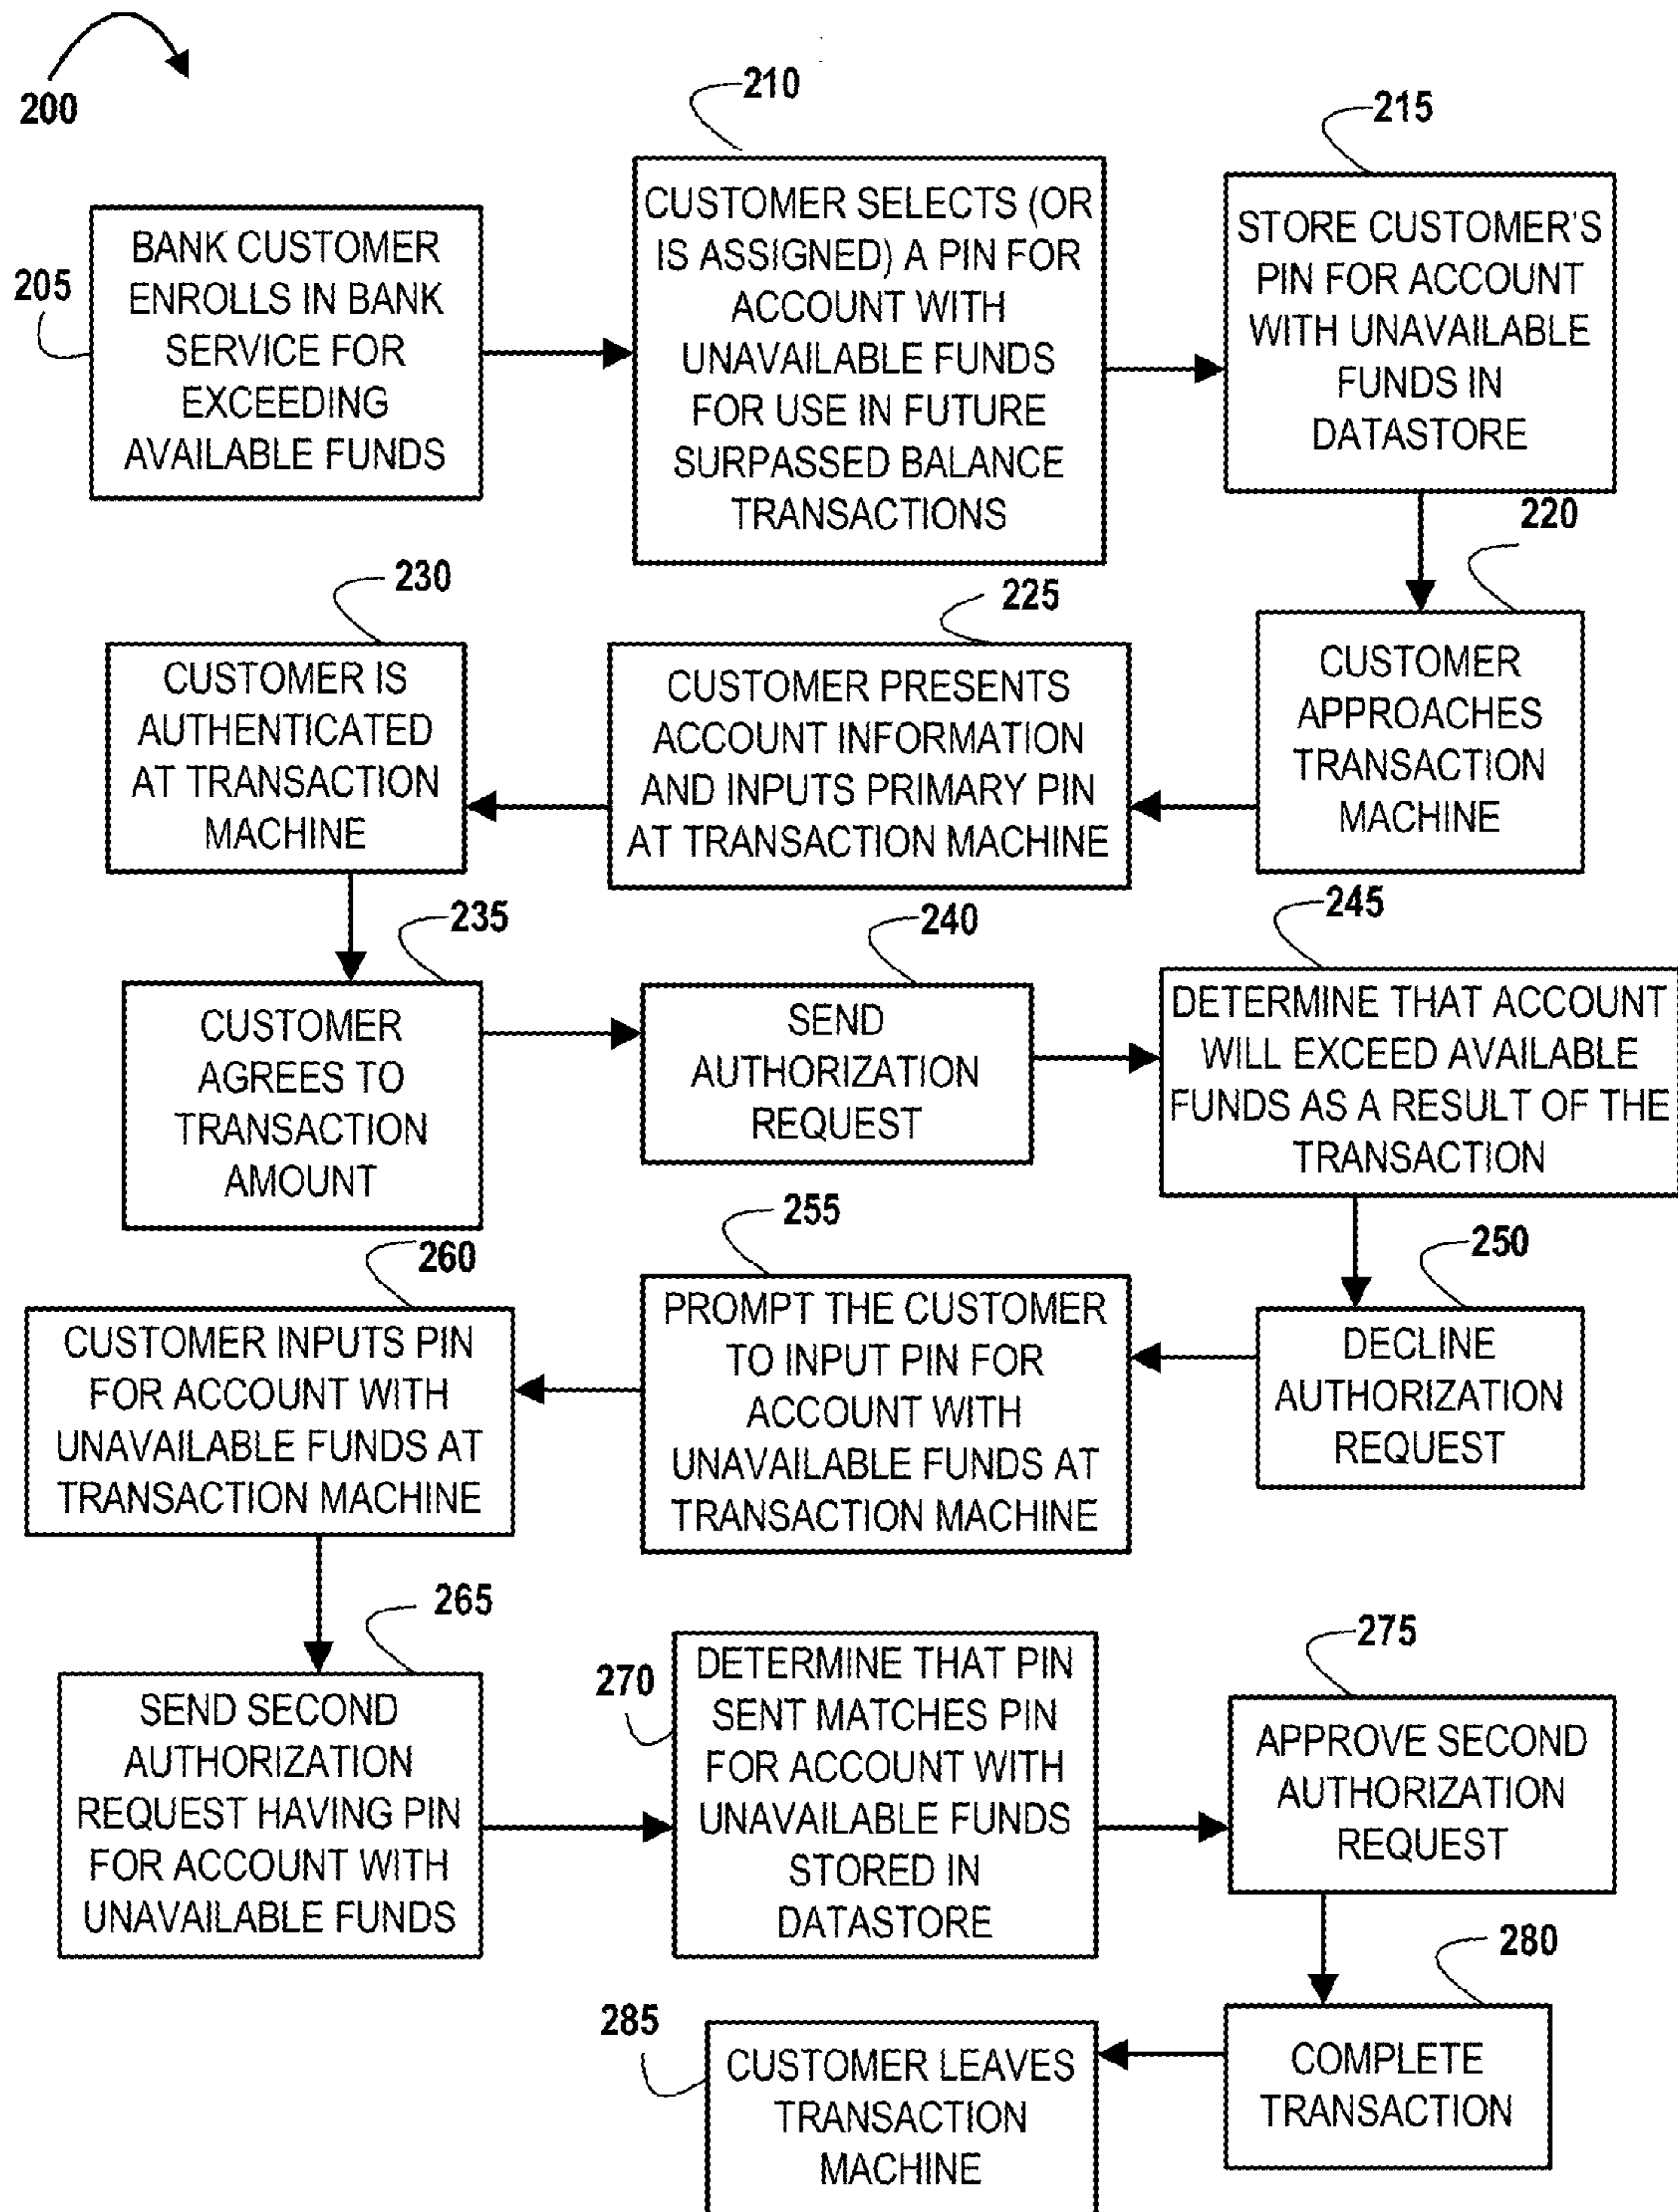 200
205
BANK CUSTOMER
ENROLLS IN BANK
SERVICE FOR
EXCEEDING
AVAILABLE FUNDS
210
CUSTOMER SELECTS (OR
IS ASSIGNED) A PIN FOR
ACCOUNT WITH
UNAVAILABLE FUNDS
FOR USE IN FUTURE
SURPASSED BALANCE
TRANSACTIONS
215
STORE CUSTOMER'S
PIN FOR ACCOUNT
WITH UNAVAILABLE
FUNDS IN
DATASTORE
220
CUSTOMER
APPROACHES
TRANSACTION
MACHINE
225
CUSTOMER PRESENTS
ACCOUNT INFORMATION
AND INPUTS PRIMARY PIN
AT TRANSACTION MACHINE
230
CUSTOMER IS
AUTHENTICATED
AT TRANSACTION
MACHINE
235
CUSTOMER
AGREES TO
TRANSACTION
AMOUNT
240
SEND
AUTHORIZATION
REQUEST
245
DETERMINE THAT ACCOUNT
WILL EXCEED AVAILABLE
FUNDS AS A RESULT OF THE
TRANSACTION
250
DECLINE
AUTHORIZATION
REQUEST
255
PROMPT THE CUSTOMER
TO INPUT PIN FOR
ACCOUNT WITH
UNAVAILABLE FUNDS AT
TRANSACTION MACHINE
260
CUSTOMER INPUTS PIN
FOR ACCOUNT WITH
UNAVAILABLE FUNDS AT
TRANSACTION MACHINE
265
SEND SECOND
AUTHORIZATION
REQUEST HAVING PIN
FOR ACCOUNT WITH
UNAVAILABLE FUNDS
270
DETERMINE THAT PIN
SENT MATCHES PIN
FOR ACCOUNT WITH
UNAVAILABLE FUNDS
STORED IN
DATASTORE
275
APPROVE SECOND
AUTHORIZATION
REQUEST
280
COMPLETE
TRANSACTION
285
CUSTOMER LEAVES
TRANSACTION
MACHINE